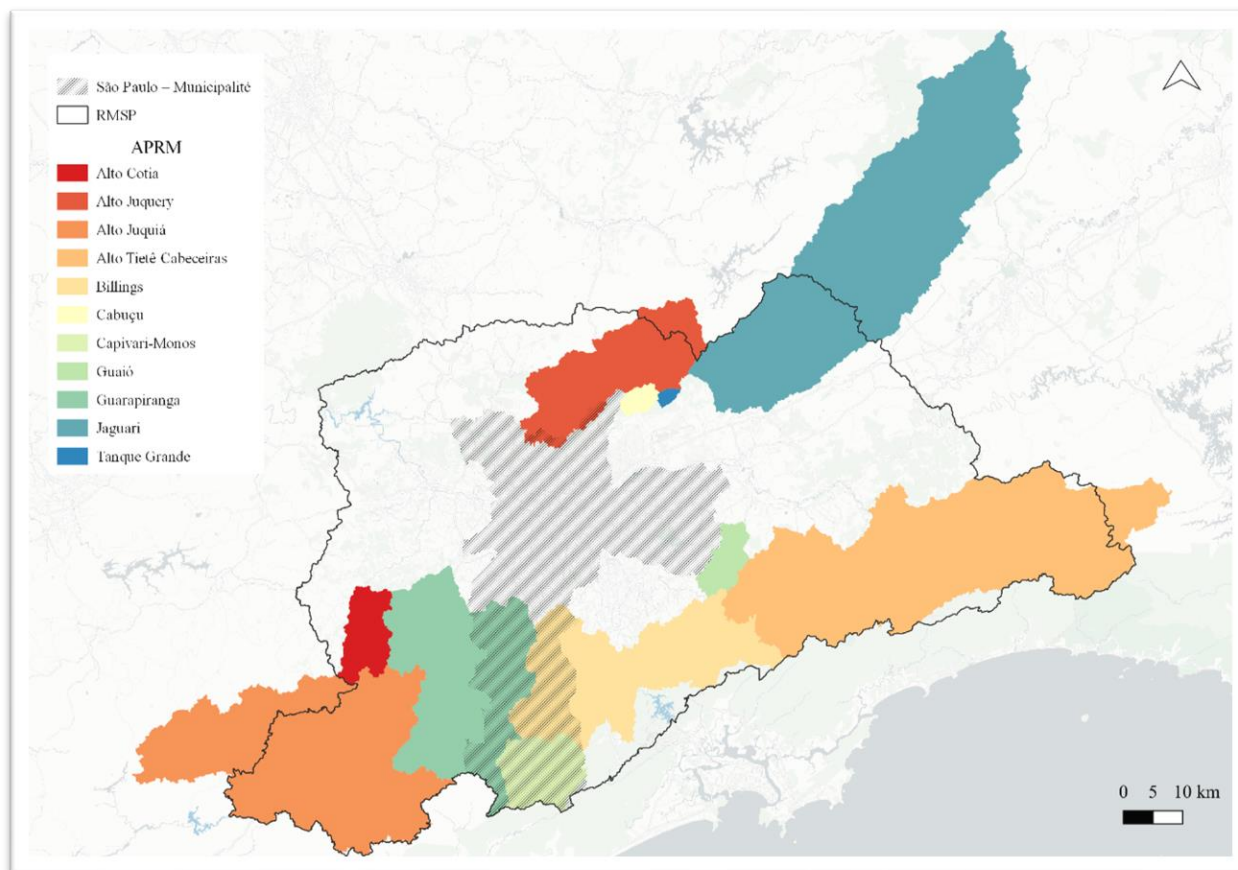 São Paulo – Municipalité
RMSP
APRM
Alto Cotia
Alto Juquery
Alto Juquiá
Alto Tietê Cabeceiras
Billings
Cabuçu
Capivari-Monos
Guaió
Guarapiranga
Jaguari
Tanque Grande
0 5 10 km